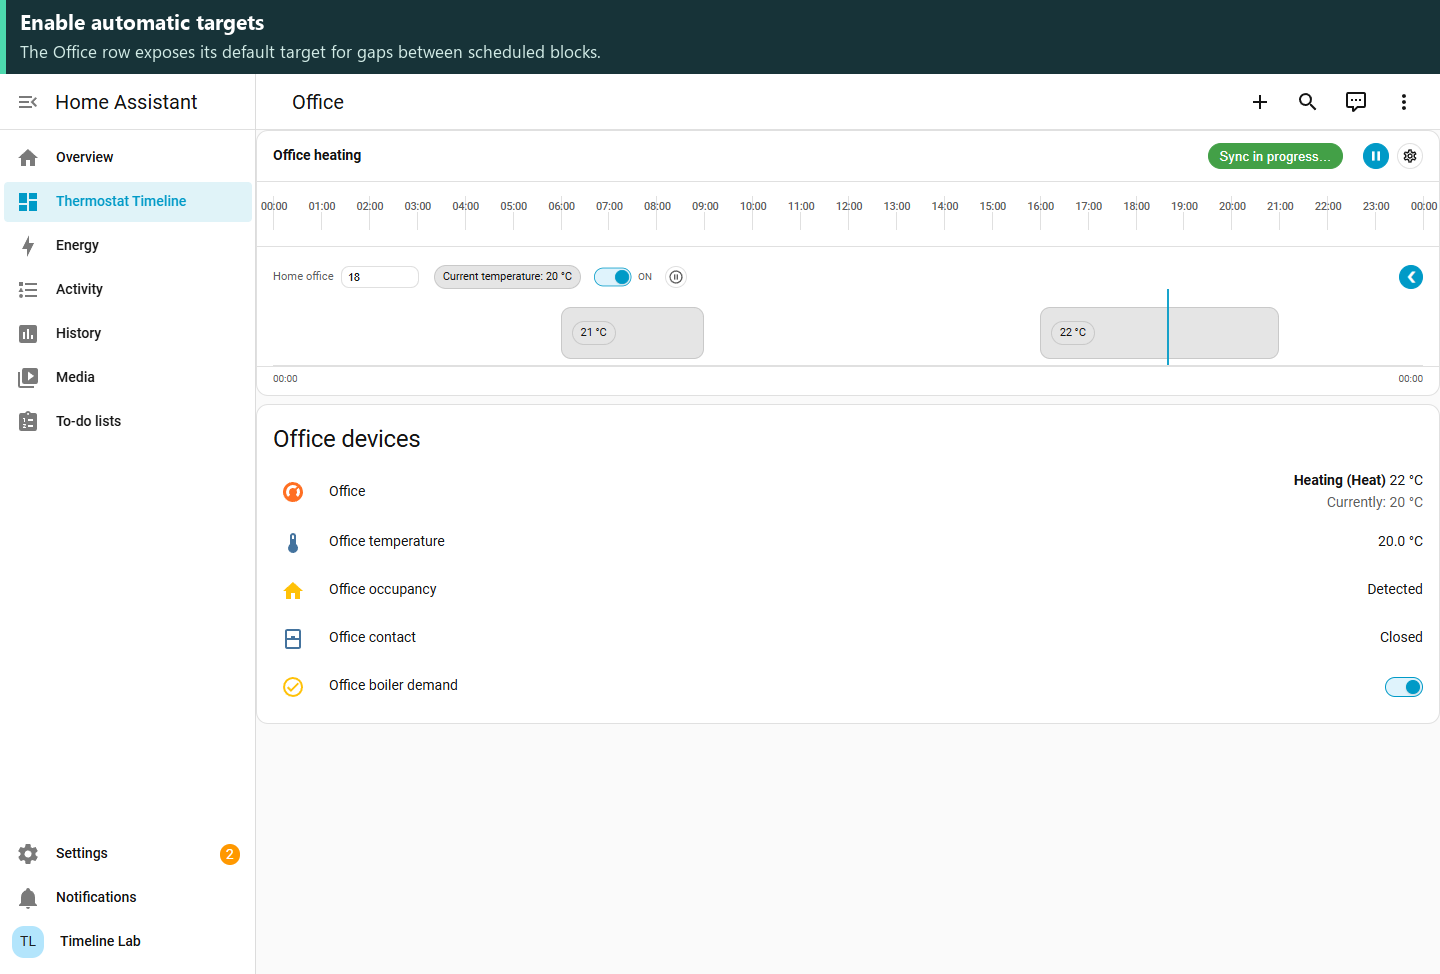 Enable automatic targets
The Office row exposes its default target for gaps between scheduled blocks.
Home Assistant
Office
Overview
Thermostat Timeline
Energy
Activity
History
Media
To-do lists
Settings
2
Notifications
TL
Timeline Lab
Office heating
Sync in progress...
00:00 01:00 02:00 03:00 04:00 05:00 06:00 07:00 08:00 09:00 10:00 11:00 12:00 13:00 14:00 15:00 16:00 17:00 18:00 19:00 20:00 21:00 22:00 23:00 00:00
Home office 18 Current temperature: 20 °C ON
21 °C 22 °C
00:00 00:00
Office devices
Office Heating (Heat) 22 °C
Currently: 20 °C
Office temperature 20.0 °C
Office occupancy Detected
Office contact Closed
Office boiler demand